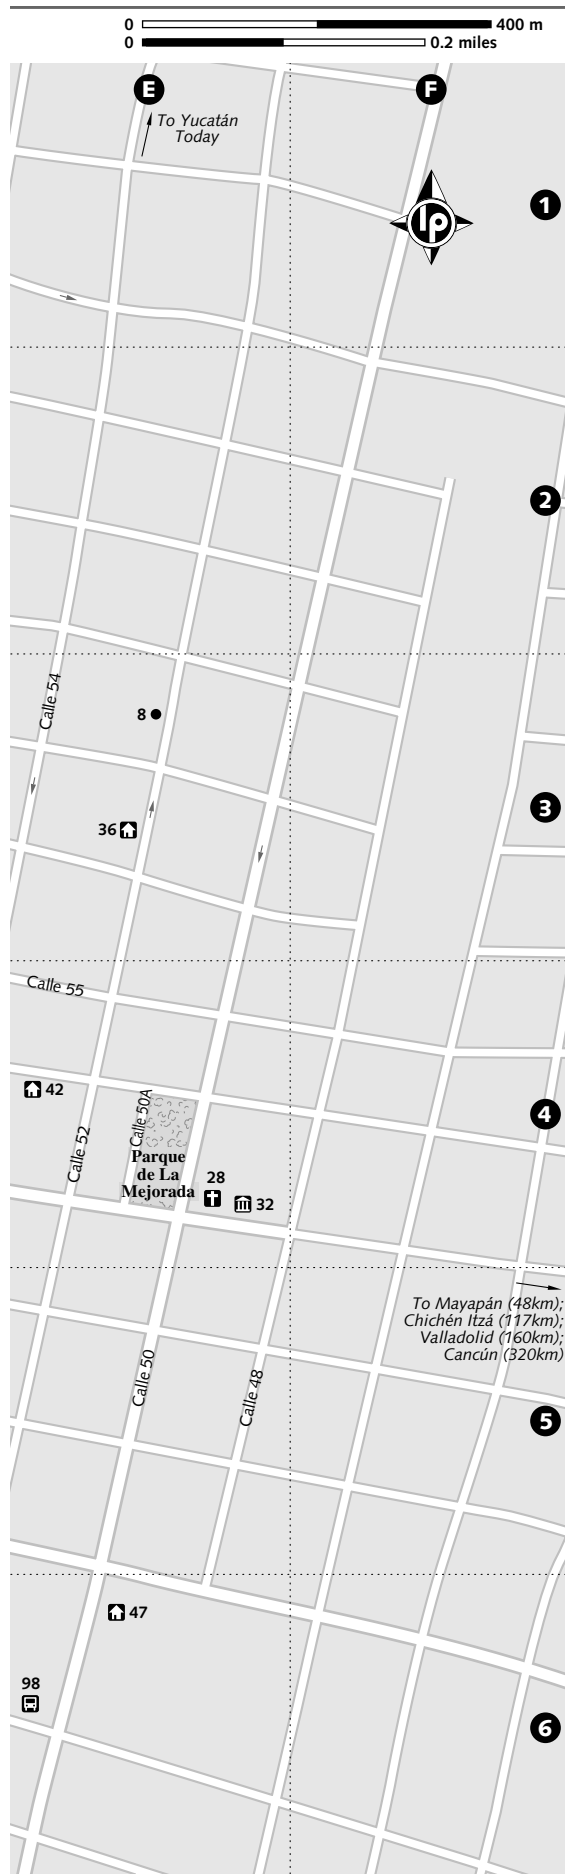 0 400 m
0 0.2 miles
E
F
To Yucatán
Today
lp
1
2
Calle 54
8
3
36
Calle 55
42
Calle 50A
4
Calle 52
Parque
de La
Mejorada
28
32
To Mayapán (48km);
Chichén Itzá (117km);
Valladolid (160km);
Cancún (320km)
Calle 50
Calle 48
5
47
98
6